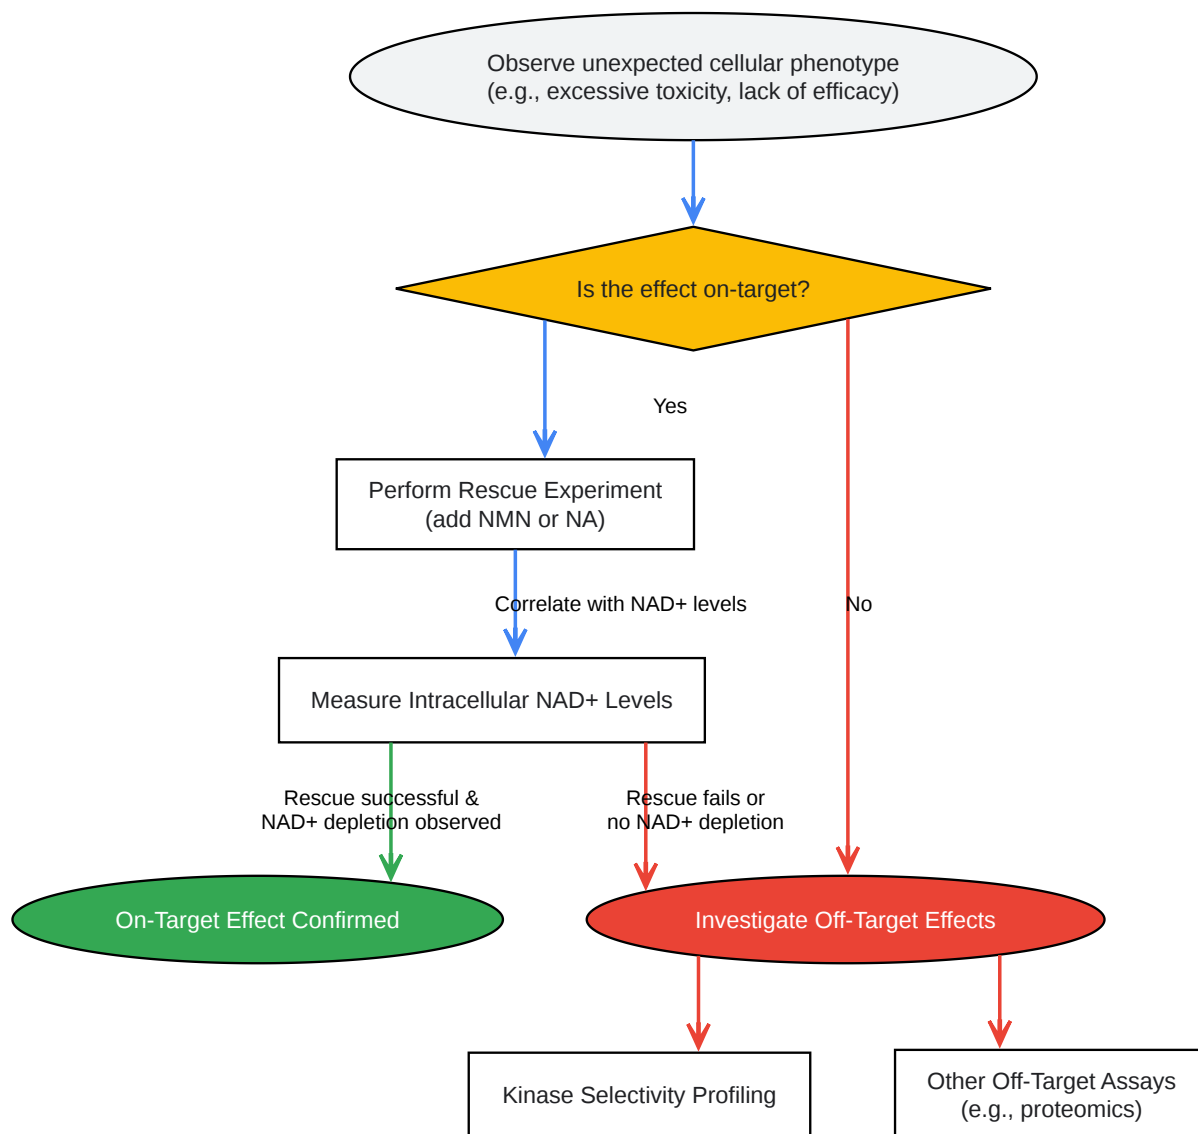 Observe unexpected cellular phenotype
(e.g., excessive toxicity, lack of efficacy)
Is the effect on-target?
Yes
Perform Rescue Experiment
(add NMN or NA)
Correlate with NAD+ levels
No
Measure Intracellular NAD+ Levels
Rescue successful &
NAD+ depletion observed
Rescue fails or
no NAD+ depletion
On-Target Effect Confirmed
Investigate Off-Target Effects
Kinase Selectivity Profiling
Other Off-Target Assays
(e.g., proteomics)